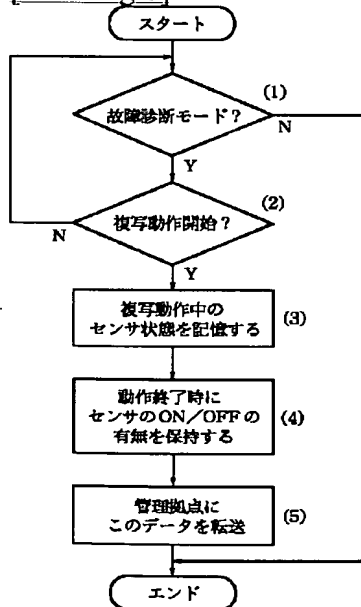 スタート
(1)
故障診断モード?
N
Y
(2)
複写動作開始?
N
Y
複写動作中の
センサ状態を記憶する
(3)
動作終了時に
センサのON/OFFの
有無を保持する
(4)
管理拠点に
このデータを転送
(5)
エンド